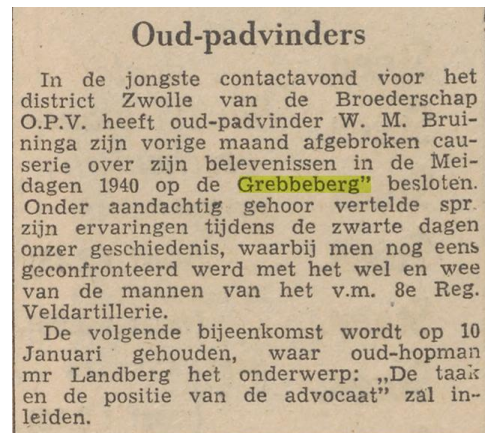 Oud-padvinders
In de jongste contactavond voor het
district Zwolle van de Broederschap
O.P.V. heeft oud-padvinder W. M. Brui-
ninga zijn vorige maand afgebroken cau-
serie over zijn belevenissen in de Mei-
dagen 1940 op de Grebbeberg” besloten.
Onder aandachtig gehoor vertelde spr.
zijn ervaringen tijdens de zwarte dagen
onzer geschiedenis, waarbij men nog eens
geconfronteerd werd met het wel en wee
van de mannen van het v.m. 8e Reg.
Veldartillerie.
De volgende bijeenkomst wordt op 10
Januari gehouden, waar oud-hopman
mr Landberg het onderwerp: „De taak
en de positie van de advocaat” zal in-
leiden.